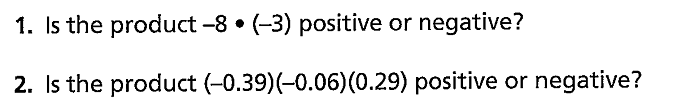 1. Is the product –8 • (–3) positive or negative?
2. Is the product (–0.39)(–0.06)(0.29) positive or negative?